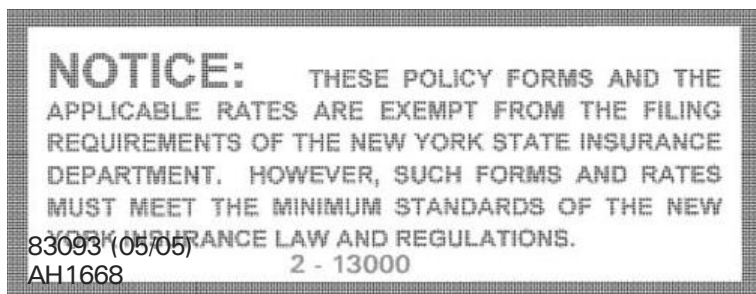 NOTICE: THESE POLICY FORMS AND THE
APPLICABLE RATES ARE EXEMPT FROM THE FILING
REQUIREMENTS OF THE NEW YORK STATE INSURANCE
DEPARTMENT. HOWEVER, SUCH FORMS AND RATES
MUST MEET THE MINIMUM STANDARDS OF THE NEW
YORK INSURANCE LAW AND REGULATIONS.
83093 (05/05)
2 - 13000
AH1668